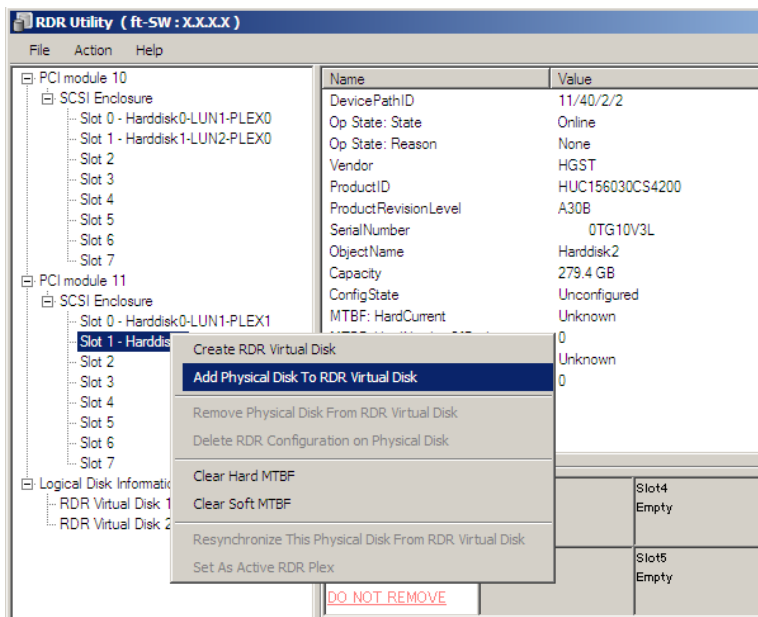 RDR Utility ( ft-SW : X.X.X.X )
File Action Help
PCI module 10
SCSI Enclosure
Slot 0 - Harddisk0-LUN1-PLEX0
Slot 1 - Harddisk1-LUN2-PLEX0
Slot 2
Slot 3
Slot 4
Slot 5
Slot 6
Slot 7
PCI module 11
SCSI Enclosure
Slot 0 - Harddisk0-LUN1-PLEX1
Slot 1 - Harddis
Slot 2
Slot 3
Slot 4
Slot 5
Slot 6
Slot 7
Logical Disk Informatio
RDR Virtual Disk 1
RDR Virtual Disk 2
Name Value
DevicePathID 11/40/2/2
Op State: State Online
Op State: Reason None
Vendor HGST
ProductID HUC156030CS4200
ProductRevisionLevel A30B
SerialNumber 0TG10V3L
ObjectName Harddisk2
Capacity 279.4 GB
ConfigState Unconfigured
MTBF: HardCurrent Unknown
0
Unknown
0
Create RDR Virtual Disk
Add Physical Disk To RDR Virtual Disk
Remove Physical Disk From RDR Virtual Disk
Delete RDR Configuration on Physical Disk
Clear Hard MTBF
Clear Soft MTBF
Resynchronize This Physical Disk From RDR Virtual Disk
Set As Active RDR Plex
Slot4
Empty
Slot5
Empty
DO NOT REMOVE